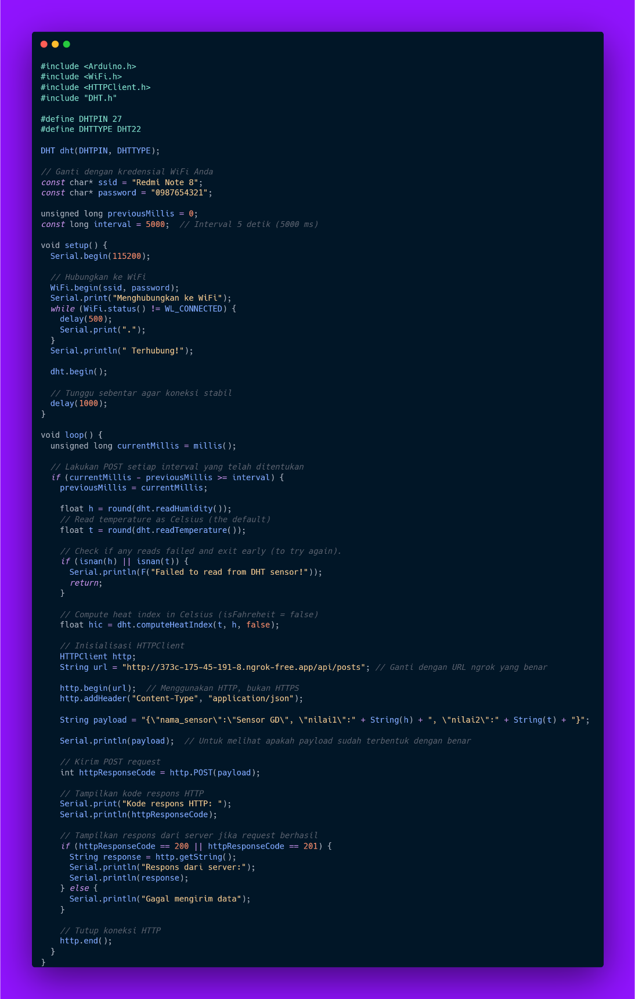 #include <Arduino.h>
#include <WiFi.h>
#include <HTTPClient.h>
#include "DHT.h"

#define DHTPIN 27
#define DHTTYPE DHT22

DHT dht(DHTPIN, DHTTYPE);

// Ganti dengan kredensial WiFi Anda
const char* ssid = "Redmi Note 8";
const char* password = "0987654321";

unsigned long previousMillis = 0;
const long interval = 5000;  // Interval 5 detik (5000 ms)

void setup() {
  Serial.begin(115200);

  // Hubungkan ke WiFi
  WiFi.begin(ssid, password);
  Serial.print("Menghubungkan ke WiFi");
  while (WiFi.status() != WL_CONNECTED) {
    delay(500);
    Serial.print(".");
  }
  Serial.println(" Terhubung!");

  dht.begin();

  // Tunggu sebentar agar koneksi stabil
  delay(1000);
}

void loop() {
  unsigned long currentMillis = millis();

  // Lakukan POST setiap interval yang telah ditentukan
  if (currentMillis - previousMillis >= interval) {
    previousMillis = currentMillis;

    float h = round(dht.readHumidity());
    // Read temperature as Celsius (the default)
    float t = round(dht.readTemperature());

    // Check if any reads failed and exit early (to try again).
    if (isnan(h) || isnan(t)) {
      Serial.println(F("Failed to read from DHT sensor!"));
      return;
    }

    // Compute heat index in Celsius (isFahreheit = false)
    float hic = dht.computeHeatIndex(t, h, false);

    // Inisialisasi HTTPClient
    HTTPClient http;
    String url = "http://373c-175-45-191-8.ngrok-free.app/api/posts"; // Ganti dengan URL ngrok yang benar

    http.begin(url);  // Menggunakan HTTP, bukan HTTPS
    http.addHeader("Content-Type", "application/json");

    String payload = "{\"nama_sensor\":\"Sensor GD\", \"nilai1\":" + String(h) + ", \"nilai2\":" + String(t) + "}";

    Serial.println(payload);  // Untuk melihat apakah payload sudah terbentuk dengan benar

    // Kirim POST request
    int httpResponseCode = http.POST(payload);

    // Tampilkan kode respons HTTP
    Serial.print("Kode respons HTTP: ");
    Serial.println(httpResponseCode);

    // Tampilkan respons dari server jika request berhasil
    if (httpResponseCode == 200 || httpResponseCode == 201) {
      String response = http.getString();
      Serial.println("Respons dari server:");
      Serial.println(response);
    } else {
      Serial.println("Gagal mengirim data");
    }

    // Tutup koneksi HTTP
    http.end();
  }
}